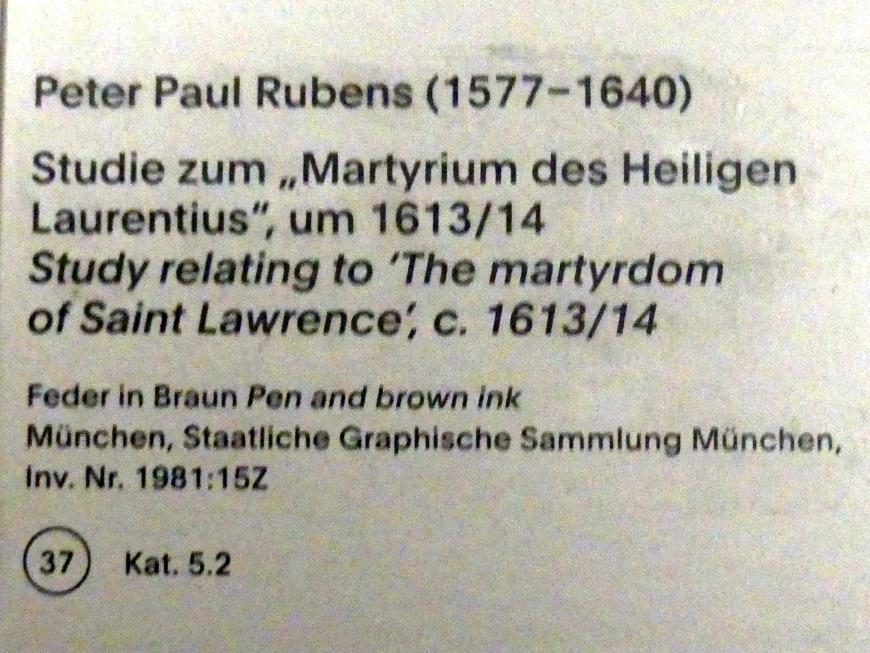 Peter Paul Rubens (1577–1640)
Studie zum „Martyrium des Heiligen
Laurentius“, um 1613/14
Study relating to ‘The martyrdom
of Saint Lawrence’, c. 1613/14
Feder in Braun Pen and brown ink
München, Staatliche Graphische Sammlung München,
Inv. Nr. 1981:15Z
37 Kat. 5.2